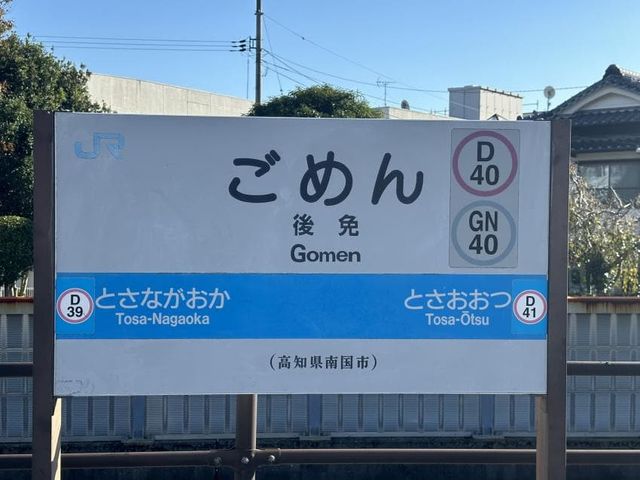 JR
ごめん
後免
Gomen
D
40
GN
40
D
39
とさながおか
Tosa-Nagaoka
とさおおつ
Tosa-Ōtsu
D
41
(高知県南国市)